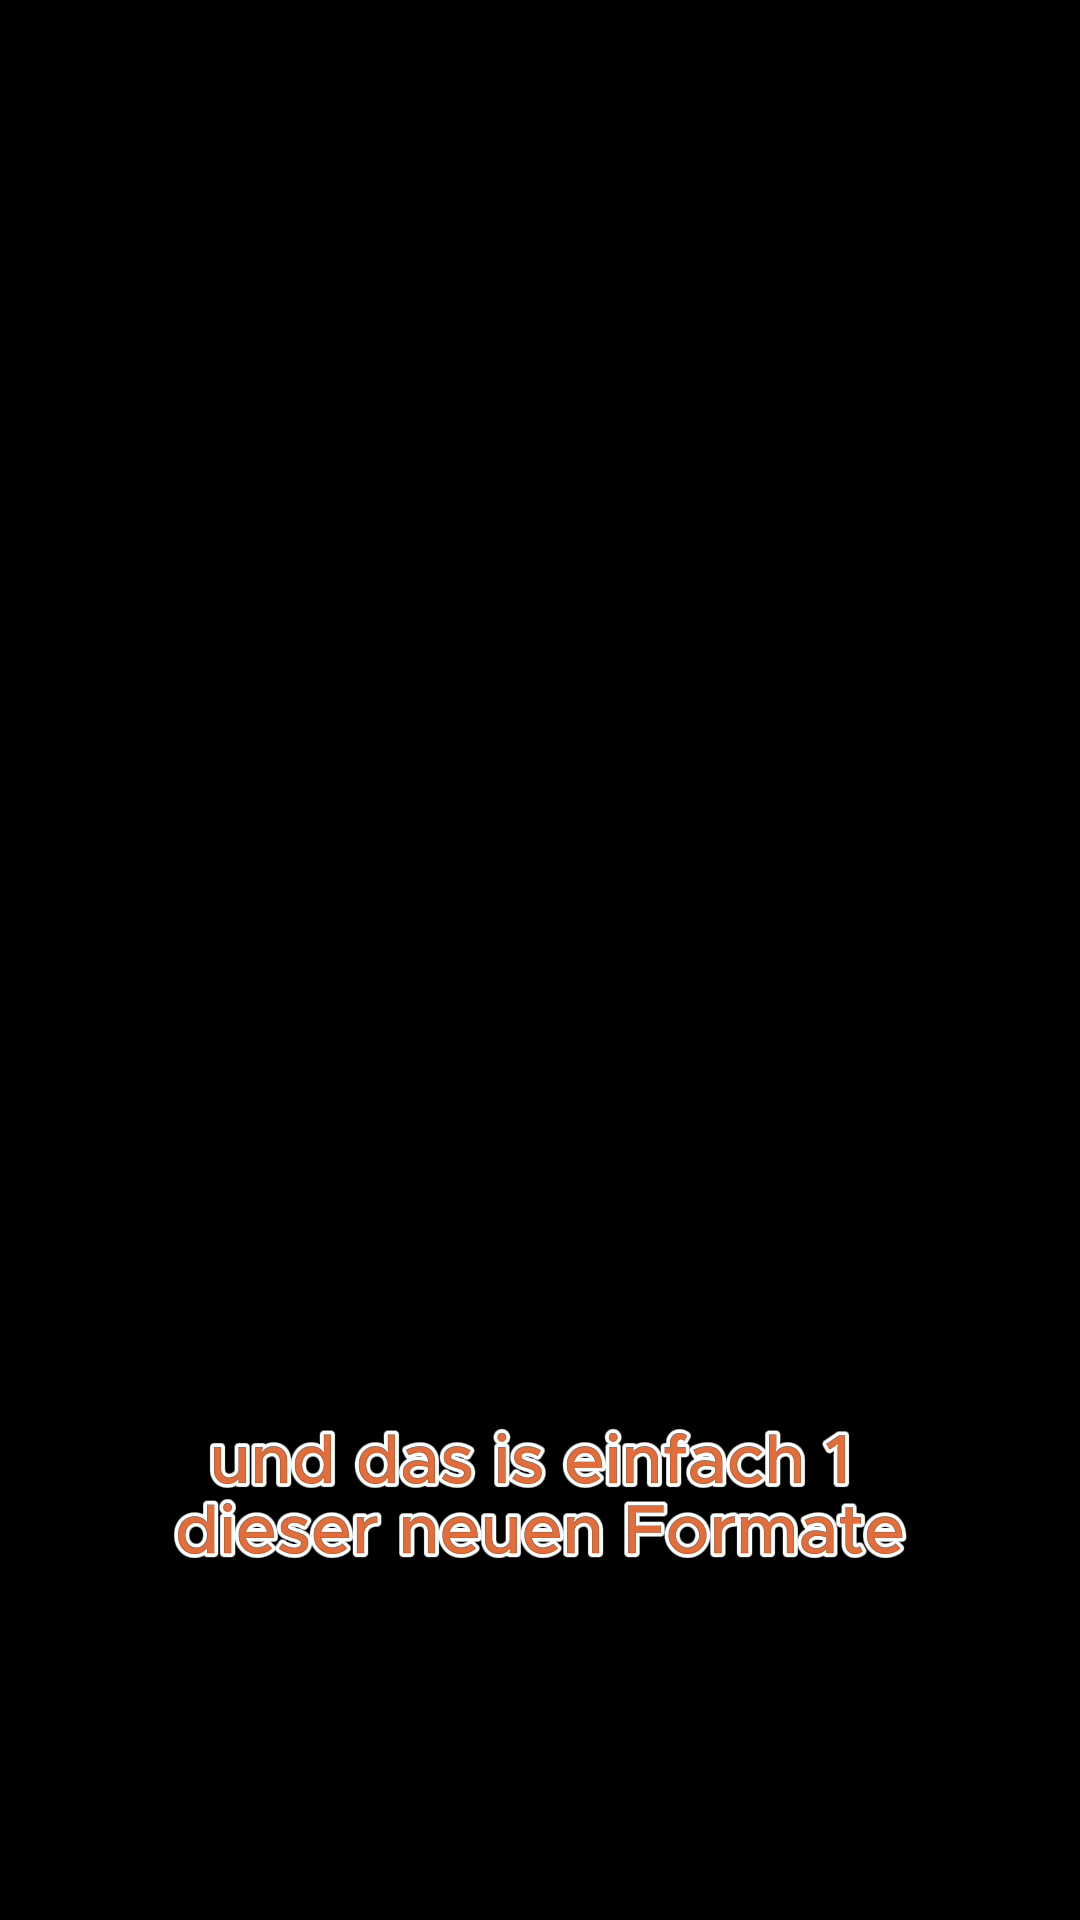 und das is einfach 1
dieser neuen Formate